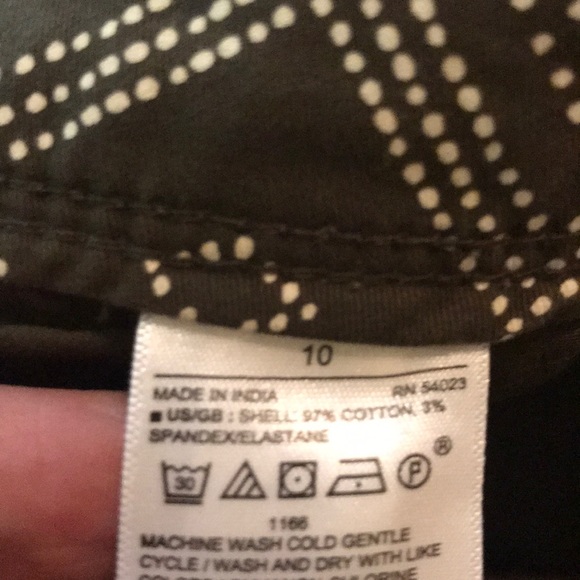 10
MADE IN INDIA RN 54023
■ US/GB : SHELL: 97% COTTON, 3%
SPANDEX/ELASTANE
30 P ®
1166
MACHINE WASH COLD GENTLE
CYCLE / WASH AND DRY WITH LIKE